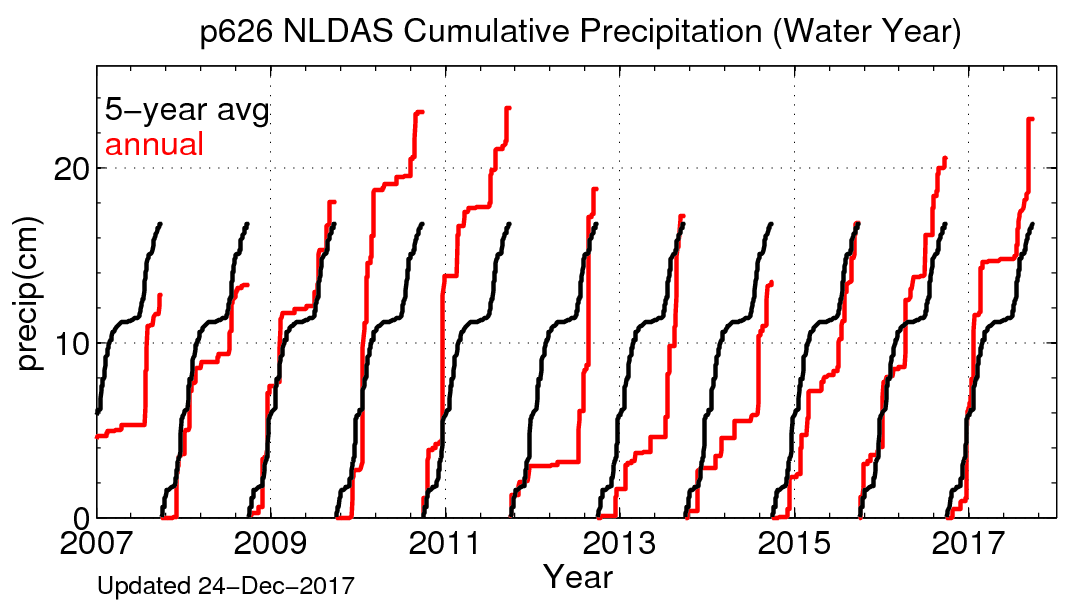 p626 NLDAS Cumulative Precipitation (Water Year)
5−year avg
annual
precip(cm)
20
10
0
2007 2009 2011 2013 2015 2017
Year
Updated 24−Dec−2017